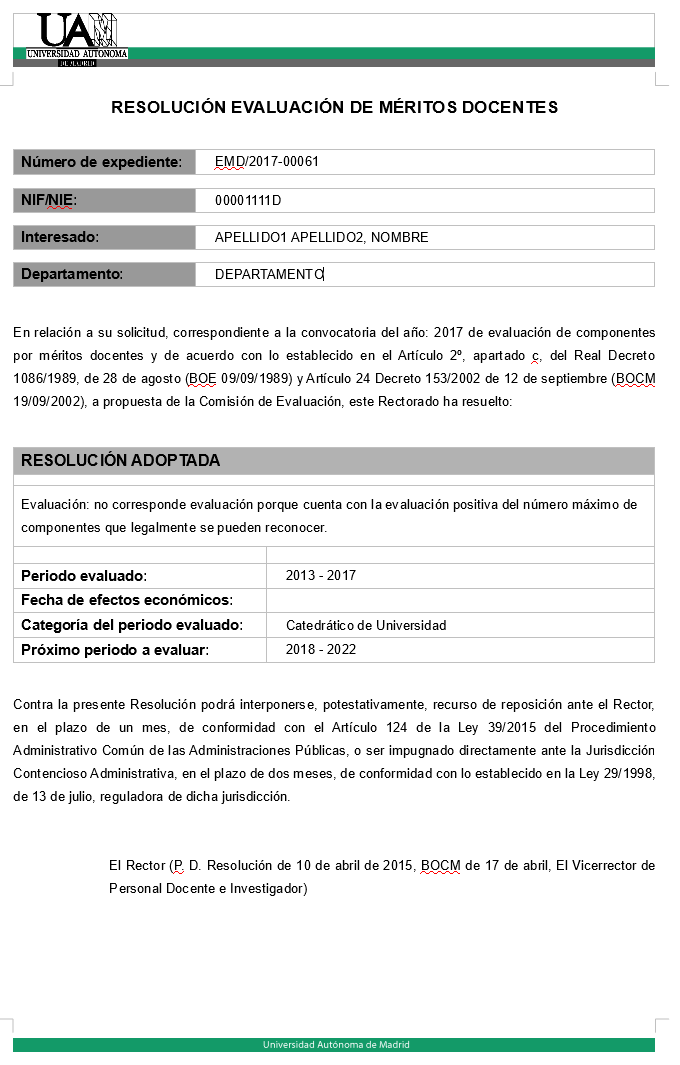 UAM
UNIVERSIDAD AUTONOMA
DE MADRID
RESOLUCIÓN EVALUACIÓN DE MÉRITOS DOCENTES
Número de expediente: EMD/2017-00061
NIF/NIE: 00001111D
Interesado: APELLIDO1 APELLIDO2, NOMBRE
Departamento: DEPARTAMENTO
En relación a su solicitud, correspondiente a la convocatoria del año: 2017 de evaluación de componentes
por méritos docentes y de acuerdo con lo establecido en el Artículo 2º, apartado c, del Real Decreto
1086/1989, de 28 de agosto (BOE 09/09/1989) y Artículo 24 Decreto 153/2002 de 12 de septiembre (BOCM
19/09/2002), a propuesta de la Comisión de Evaluación, este Rectorado ha resuelto:
RESOLUCIÓN ADOPTADA
Evaluación: no corresponde evaluación porque cuenta con la evaluación positiva del número máximo de
componentes que legalmente se pueden reconocer.
Periodo evaluado: 2013 - 2017
Fecha de efectos económicos:
Categoría del periodo evaluado: Catedrático de Universidad
Próximo periodo a evaluar: 2018 - 2022
Contra la presente Resolución podrá interponerse, potestativamente, recurso de reposición ante el Rector,
en el plazo de un mes, de conformidad con el Artículo 124 de la Ley 39/2015 del Procedimiento
Administrativo Común de las Administraciones Públicas, o ser impugnado directamente ante la Jurisdicción
Contencioso Administrativa, en el plazo de dos meses, de conformidad con lo establecido en la Ley 29/1998,
de 13 de julio, reguladora de dicha jurisdicción.
El Rector (P. D. Resolución de 10 de abril de 2015, BOCM de 17 de abril, El Vicerrector de
Personal Docente e Investigador)
Universidad Autónoma de Madrid